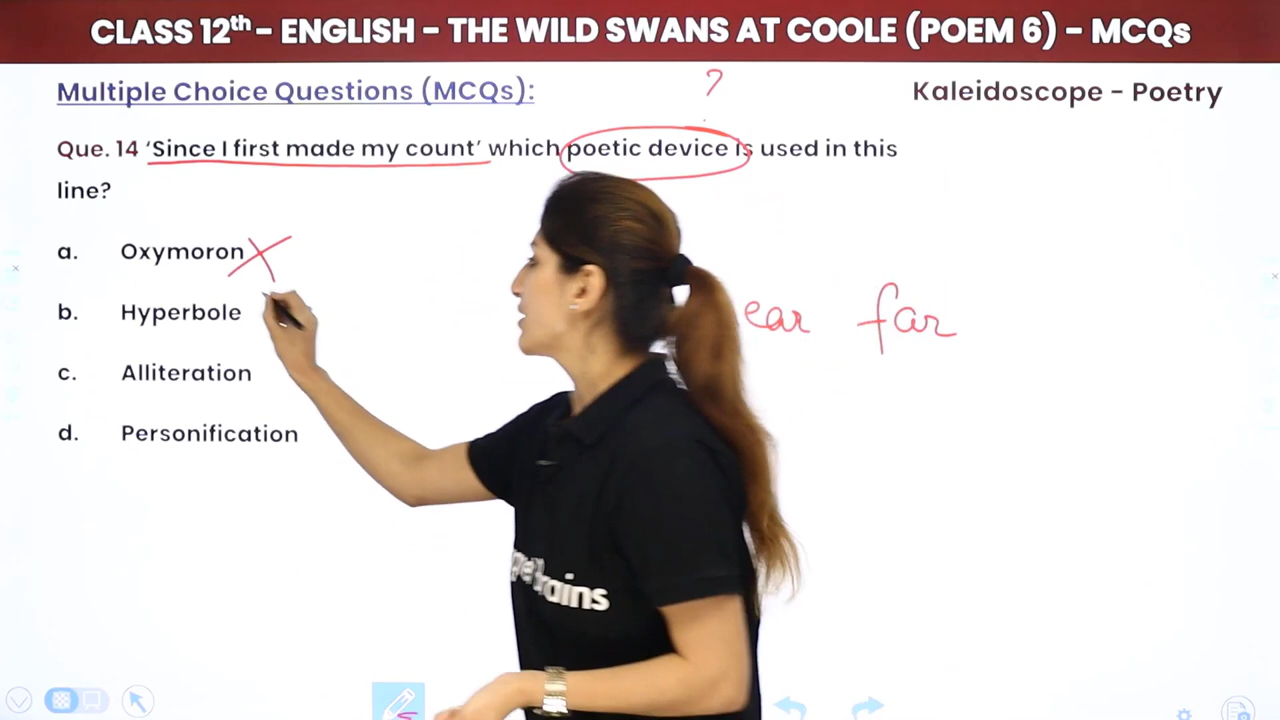 CLASS 12th – ENGLISH – THE WILD SWANS AT COOLE (POEM 6) – MCQs
Multiple Choice Questions (MCQs):
?
Kaleidoscope – Poetry
Que. 14 ‘Since I first made my count’ which poetic device is used in this
line?
a. Oxymoron
b. Hyperbole
ear far
c. Alliteration
d. Personification